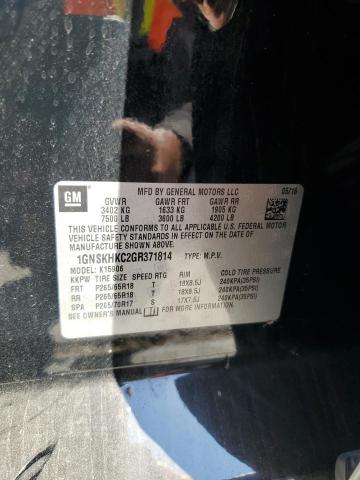 GM
MFD BY GENERAL MOTORS LLC 05/16
GVWR GAWR FRT GAWR RR
3402 KG 1633 KG 1905 KG
7500 LB 3600 LB 4200 LB
THIS VEHICLE CONFORMS TO ALL APPLICABLE U.S. FEDERAL MOTOR
VEHICLE SAFETY STANDARDS IN EFFECT ON THE DATE OF
MANUFACTURE SHOWN ABOVE.
1GNSKHKC2GR371814 TYPE: M.P.V.
MODEL: K15906
KKPW TIRE SIZE SPEED RTG RIM COLD TIRE PRESSURE
FRT P265/65R18 T 18X8.5J 240KPA(35PSI)
RR P265/65R18 T 18X8.5J 240KPA(35PSI)
SPA P265/70R17 S 17X7.5J 240KPA(35PSI)
SEE OWNER'S MANUAL FOR MORE INFORMATION.